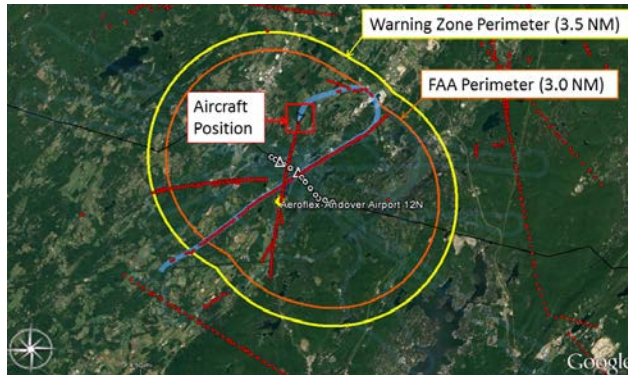 Warning Zone Perimeter (3.5 NM)
FAA Perimeter (3.0 NM)
Aircraft
Position
Aeroflex-Andover Airport 12N
Google